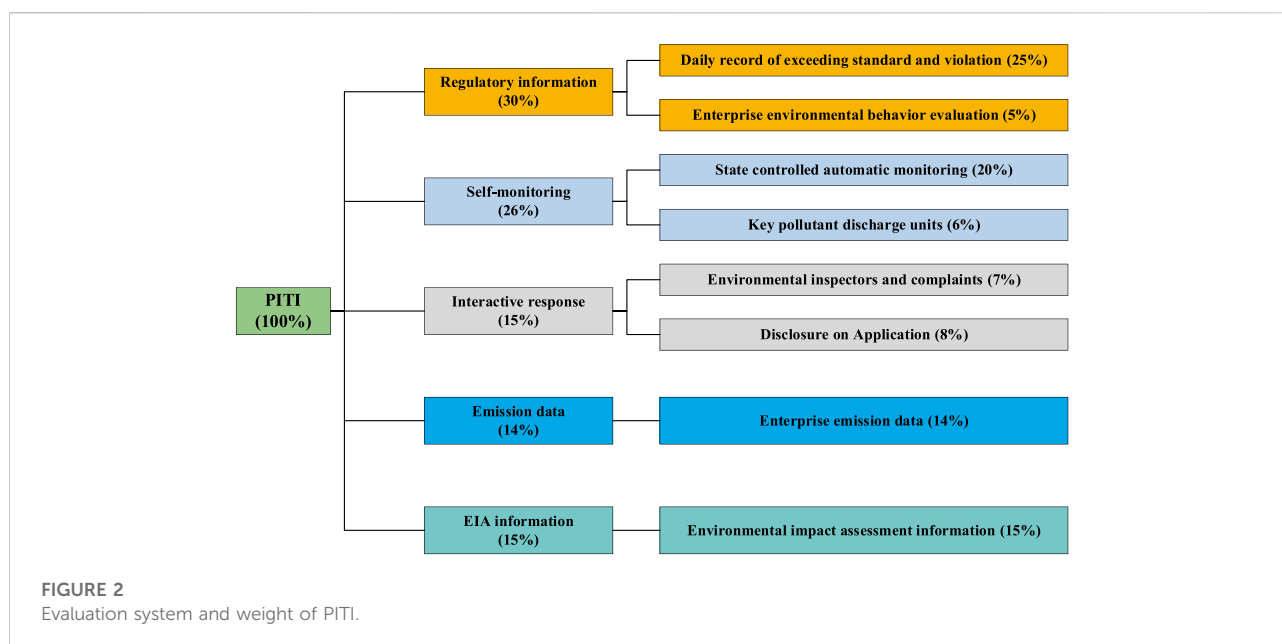 Regulatory information
(30%)
Daily record of exceeding standard and violation (25%)
Enterprise environmental behavior evaluation (5%)
Self-monitoring
(26%)
State controlled automatic monitoring (20%)
Key pollutant discharge units (6%)
PITI
(100%)
Interactive response
(15%)
Environmental inspectors and complaints (7%)
Disclosure on Application (8%)
Emission data
(14%)
Enterprise emission data (14%)
EIA information
(15%)
Environmental impact assessment information (15%)
FIGURE 2
Evaluation system and weight of PITI.